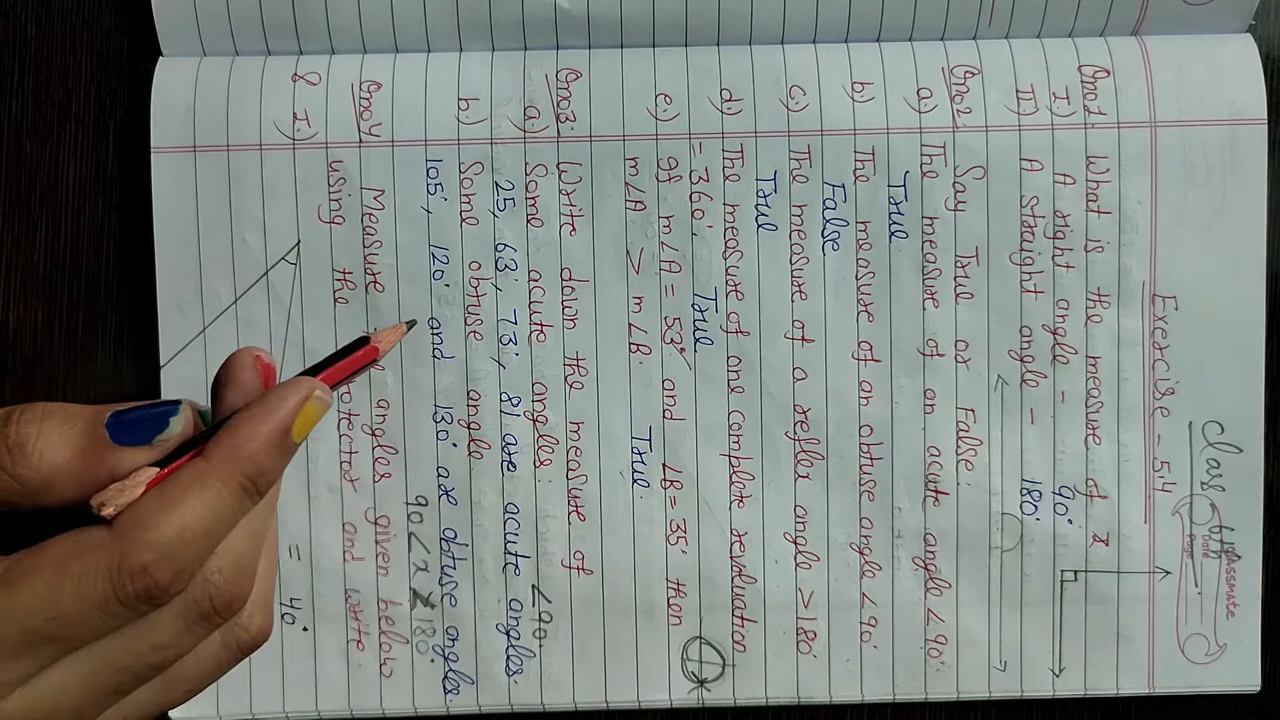 classmate
Date
Page
Class 6th
Exercise - 5.4
Qno1. What is the measure of x
I.) A right angle - 90°
II.) A straight angle - 180°
Qno2. Say True or False:
a.) The measure of an acute angle < 90°
True
b.) The measure of an obtuse angle < 90°
False
c.) The measure of a reflex angle > 180°
True
d.) The measure of one complete revoluation
= 360°. True
e.) If m∠A = 53° and ∠B = 35° then
m∠A > m∠B. True.
Qno3. Write down the measure of
a.) Some acute angles: <90.
25, 63°, 73°, 81 are acute angles.
b.) Some obtuse angle.
105°, 120° and 130° are obtuse angles.
90 < x 180°
Qno4 Measure angles given below
using the and write.
& I.) = 40°